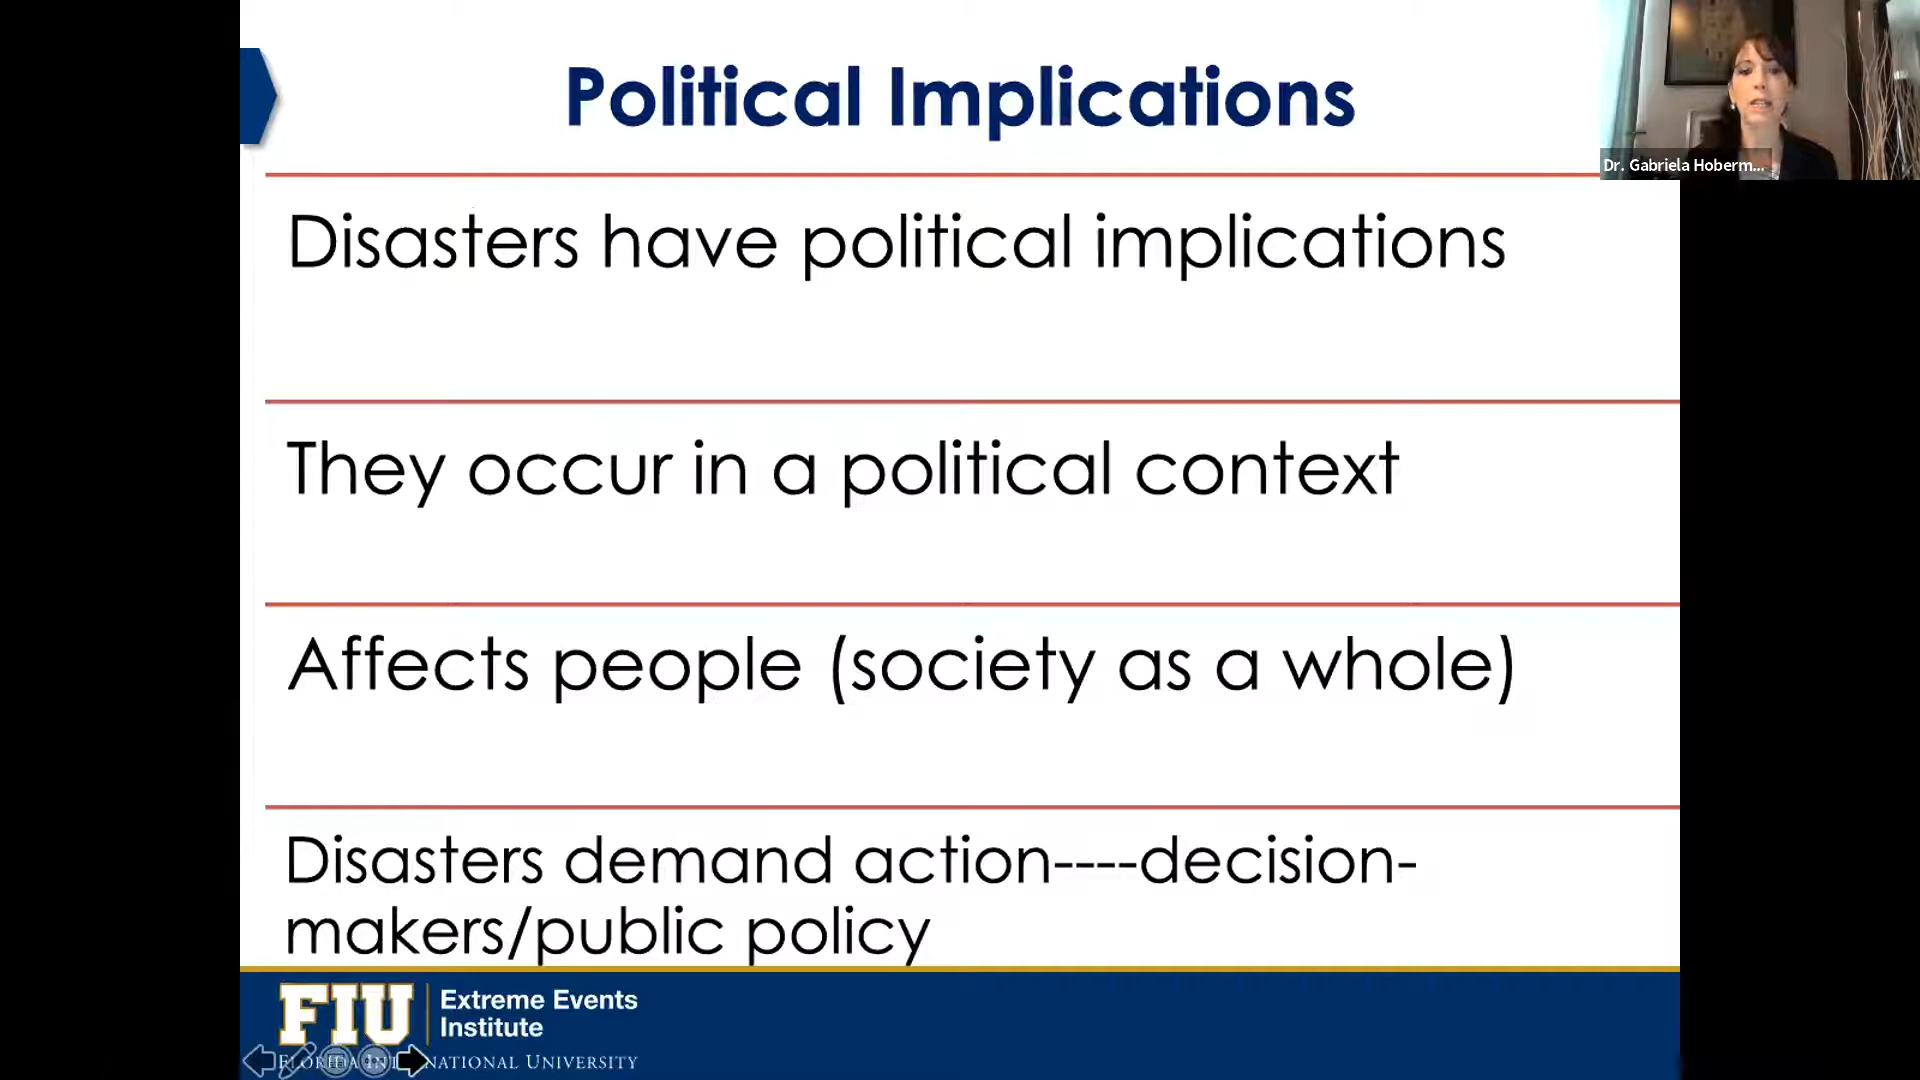 Political Implications
Dr. Gabriela Hoberm...
Disasters have political implications
They occur in a political context
Affects people (society as a whole)
Disasters demand action----decision-
makers/public policy
FIU
Extreme Events
Institute
FLORIDA INTERNATIONAL UNIVERSITY